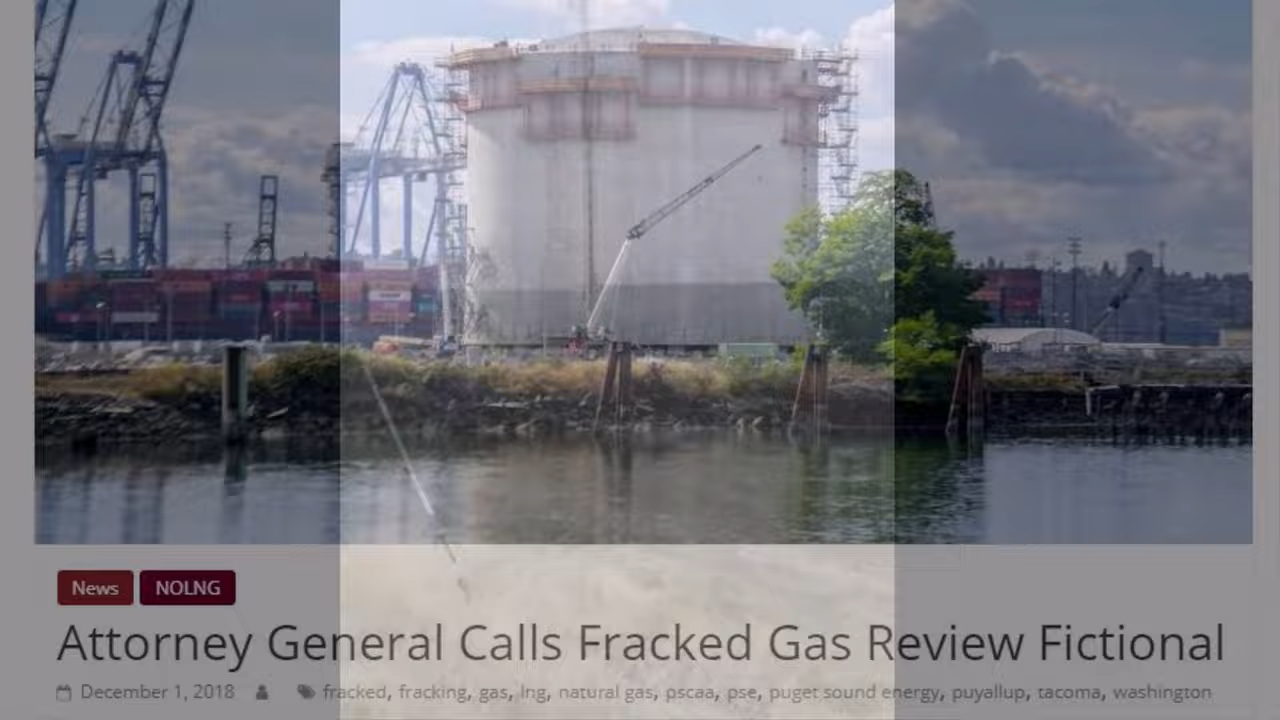 News NOLNG
Attorney General Calls Fracked Gas Review Fictional
December 1, 2018 fracked, fracking, gas, lng, natural gas, pscaa, pse, puget sound energy, puyallup, tacoma, washington